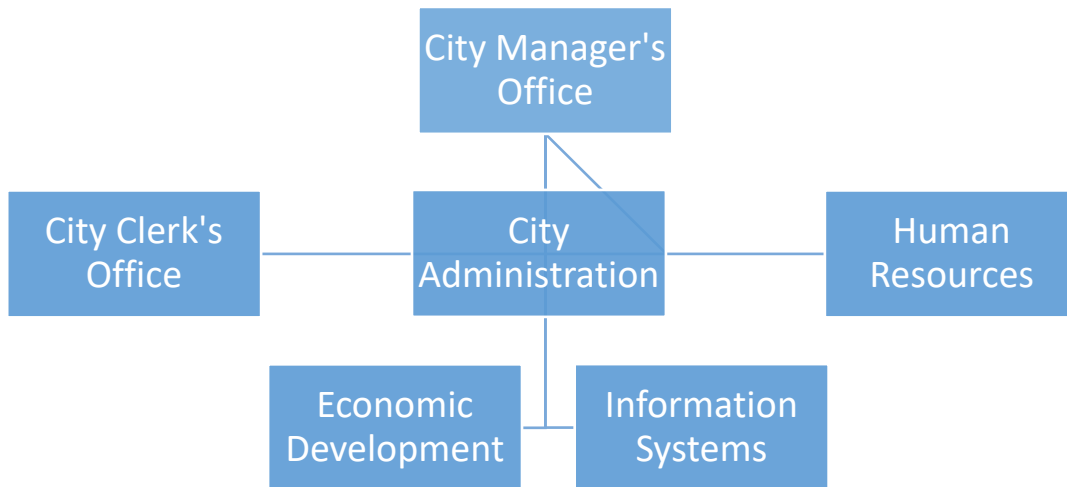 City Manager's
Office
City Clerk's
Office
City
Administration
Human
Resources
Economic
Development
Information
Systems